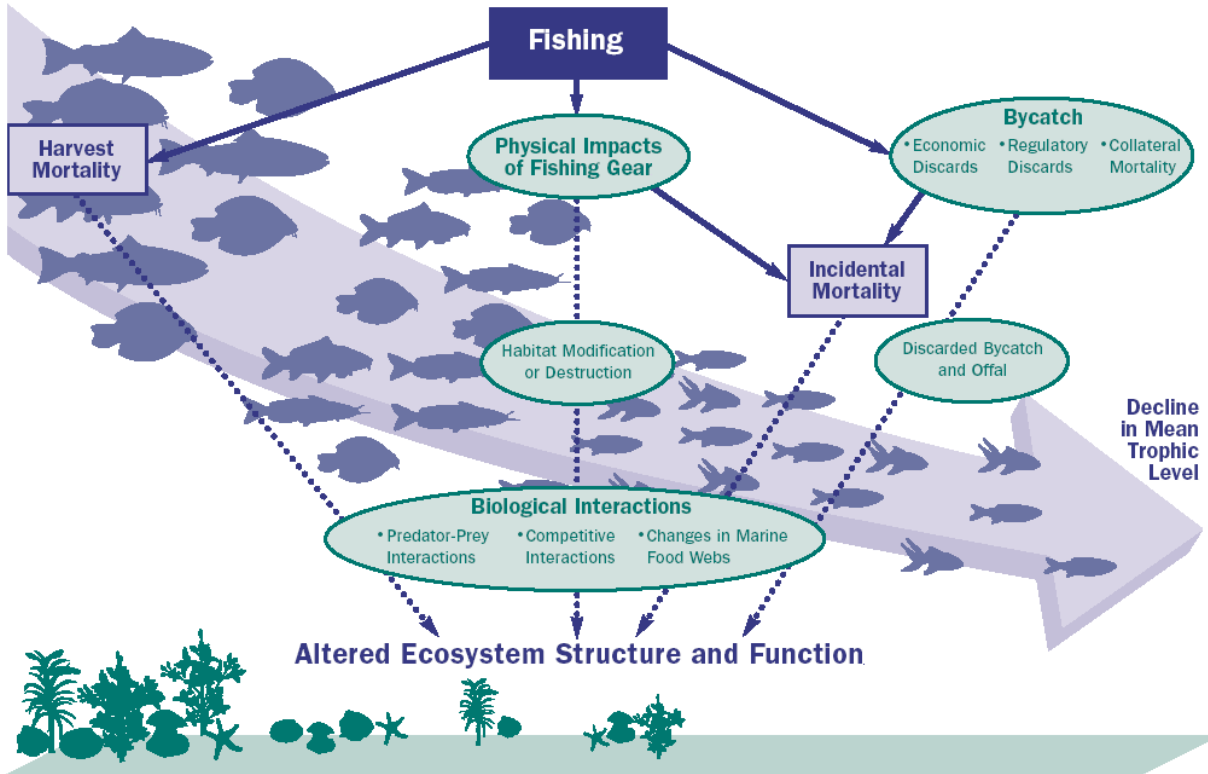 Fishing
Harvest
Mortality
Physical Impacts
of Fishing Gear
Bycatch
• Economic
Discards
• Regulatory
Discards
• Collateral
Mortality
Incidental
Mortality
Habitat Modification
or Destruction
Discarded Bycatch
and Offal
Decline
in Mean
Trophic
Level
Biological Interactions
• Predator-Prey
Interactions
• Competitive
Interactions
• Changes in Marine
Food Webs
Altered Ecosystem Structure and Function